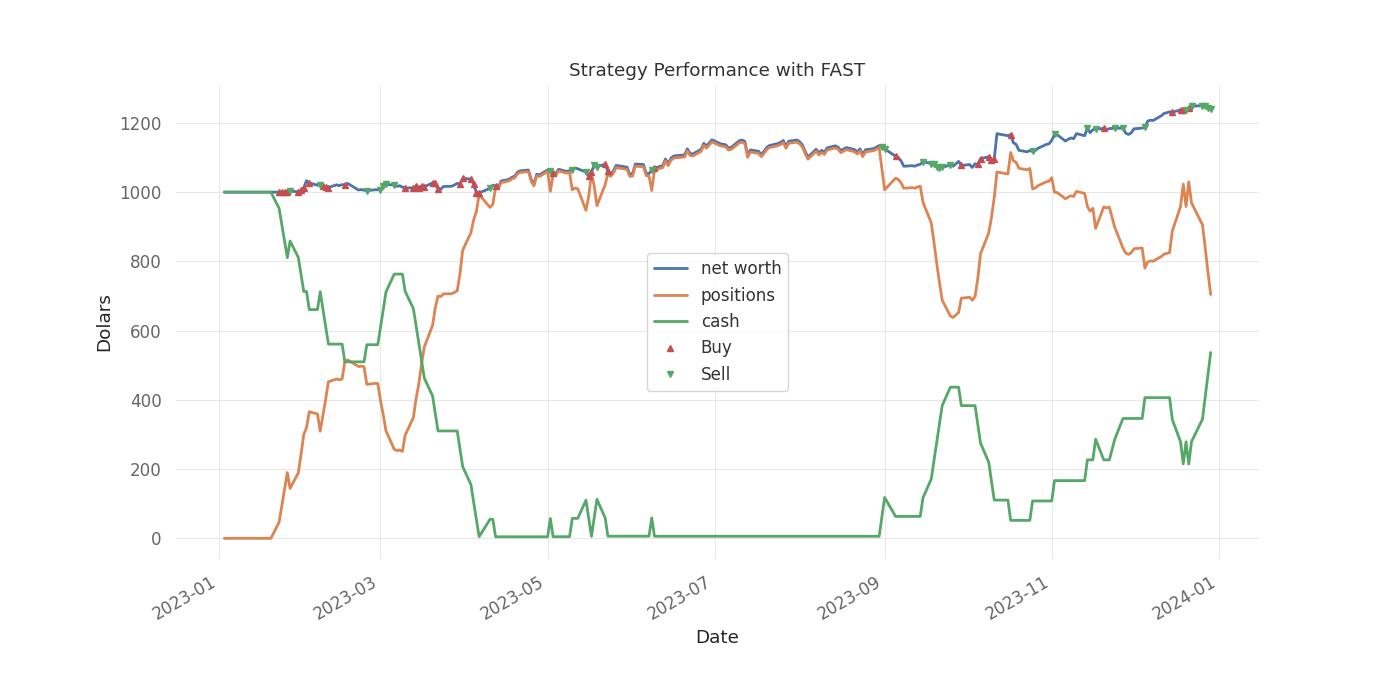 Strategy Performance with FAST
1200
1000
800
600
400
200
0
Dolars
net worth
positions
cash
Buy
Sell
2023-01
2023-03
2023-05
2023-07
2023-09
2023-11
2024-01
Date